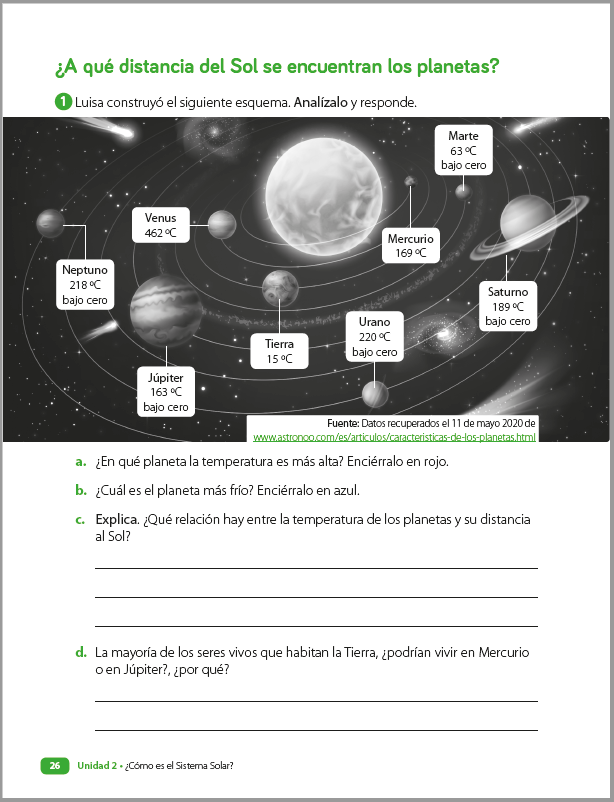 ¿A qué distancia del Sol se encuentran los planetas?
1 Luisa construyó el siguiente esquema. Analízalo y responde.
Marte
63 ºC
bajo cero
Venus
462 ºC
Mercurio
169 ºC
Neptuno
218 ºC
bajo cero
Saturno
189 ºC
bajo cero
Urano
220 ºC
bajo cero
Tierra
15 ºC
Júpiter
163 ºC
bajo cero
Fuente: Datos recuperados el 11 de mayo 2020 de
www.astronoo.com/es/articulos/caracteristicas-de-los-planetas.html
a. ¿En qué planeta la temperatura es más alta? Enciérralo en rojo.
b. ¿Cuál es el planeta más frío? Enciérralo en azul.
c. Explica. ¿Qué relación hay entre la temperatura de los planetas y su distancia
al Sol?
d. La mayoría de los seres vivos que habitan la Tierra, ¿podrían vivir en Mercurio
o en Júpiter?, ¿por qué?
26 Unidad 2 • ¿Cómo es el Sistema Solar?